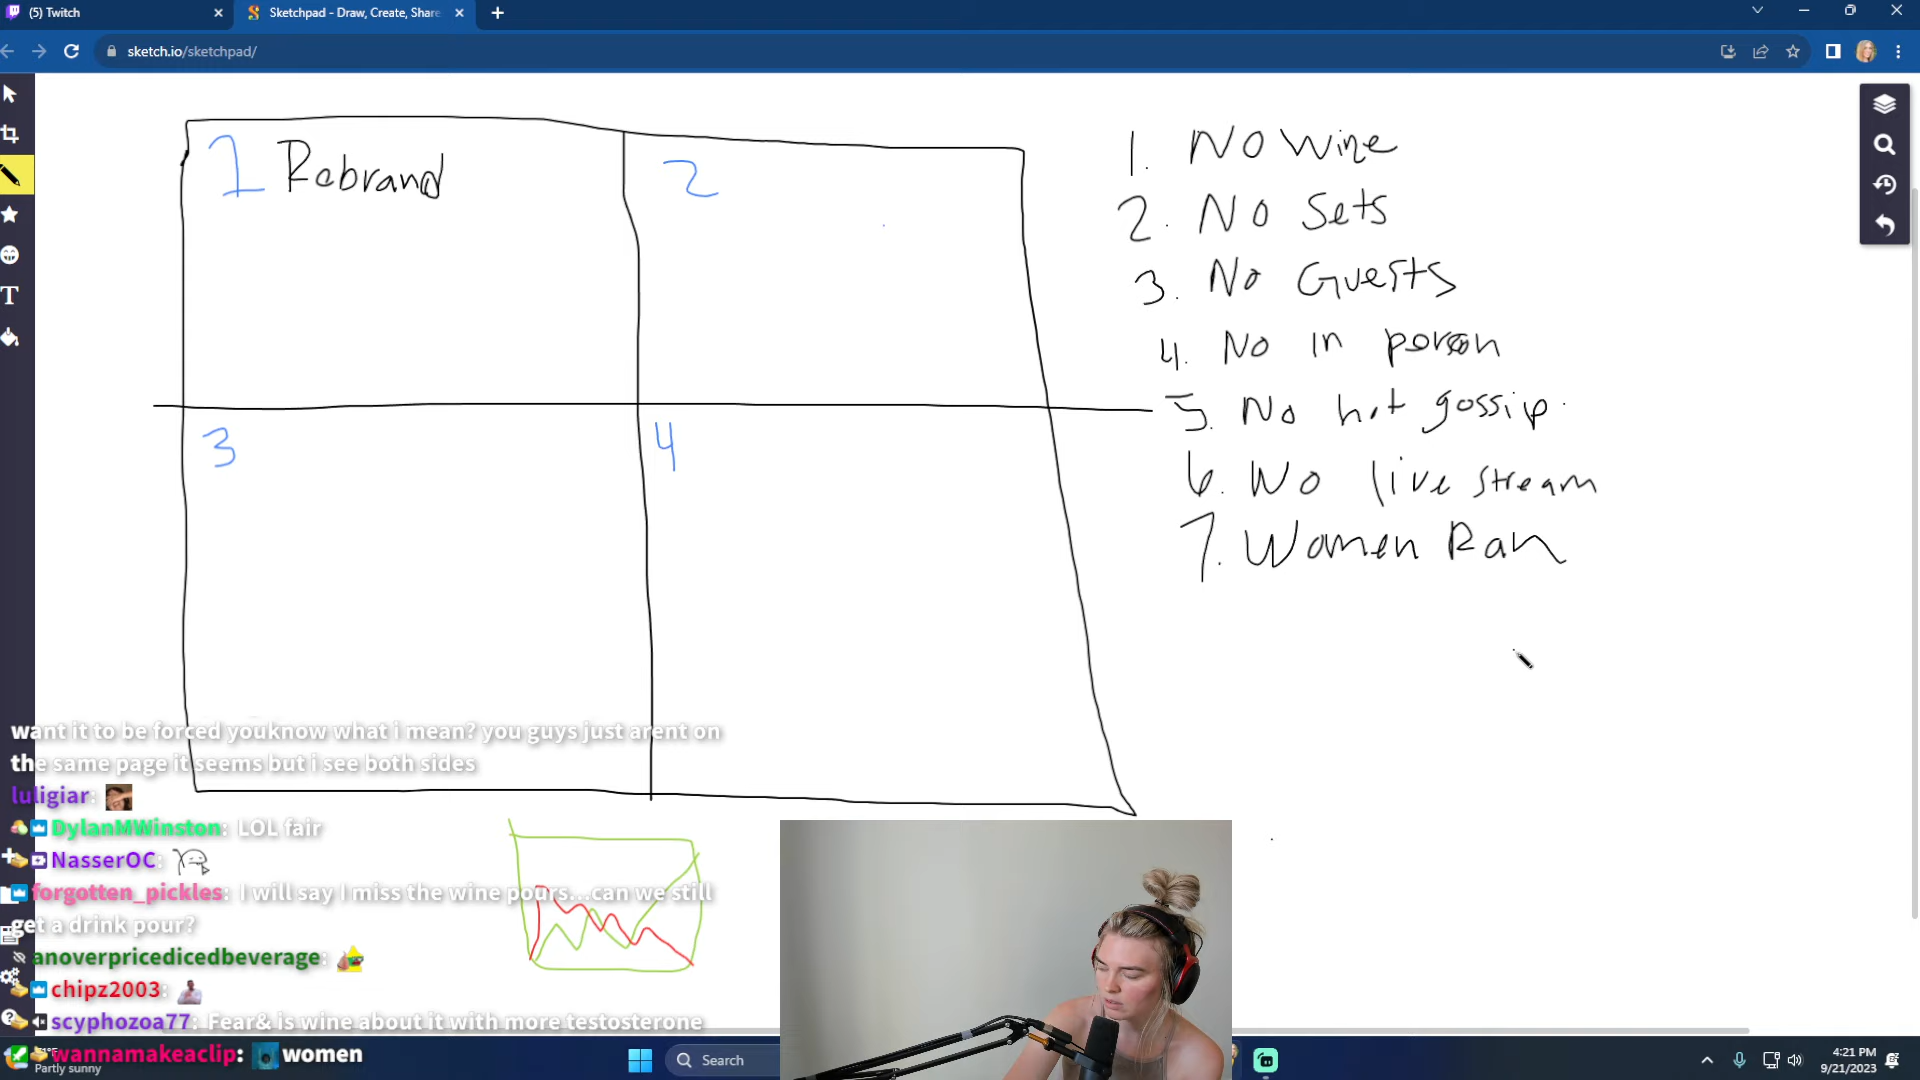 (5) Twitch
Sketchpad - Draw, Create, Share
sketch.io/sketchpad/
1 Rebrand
2
3
4
1. NO Wine
2. NO Sets
3. No Guests
4. No in person
5. No hot gossip.
6. No live stream
7. Women Ran
want it to be forced youknow what i mean? you guys just arent on
the same page it seems but i see both sides
luligiar:
DylanMWinston: LOL fair
NasserOC:
forgotten_pickles: I will say I miss the wine pours...can we still
get a drink pour?
anoverpricedicedbeverage:
chipz2003:
scyphozoa77: Fear& is wine about it with more testosterone
wannamakeaclip: women
Partly sunny
Search
4:21 PM
9/21/2023